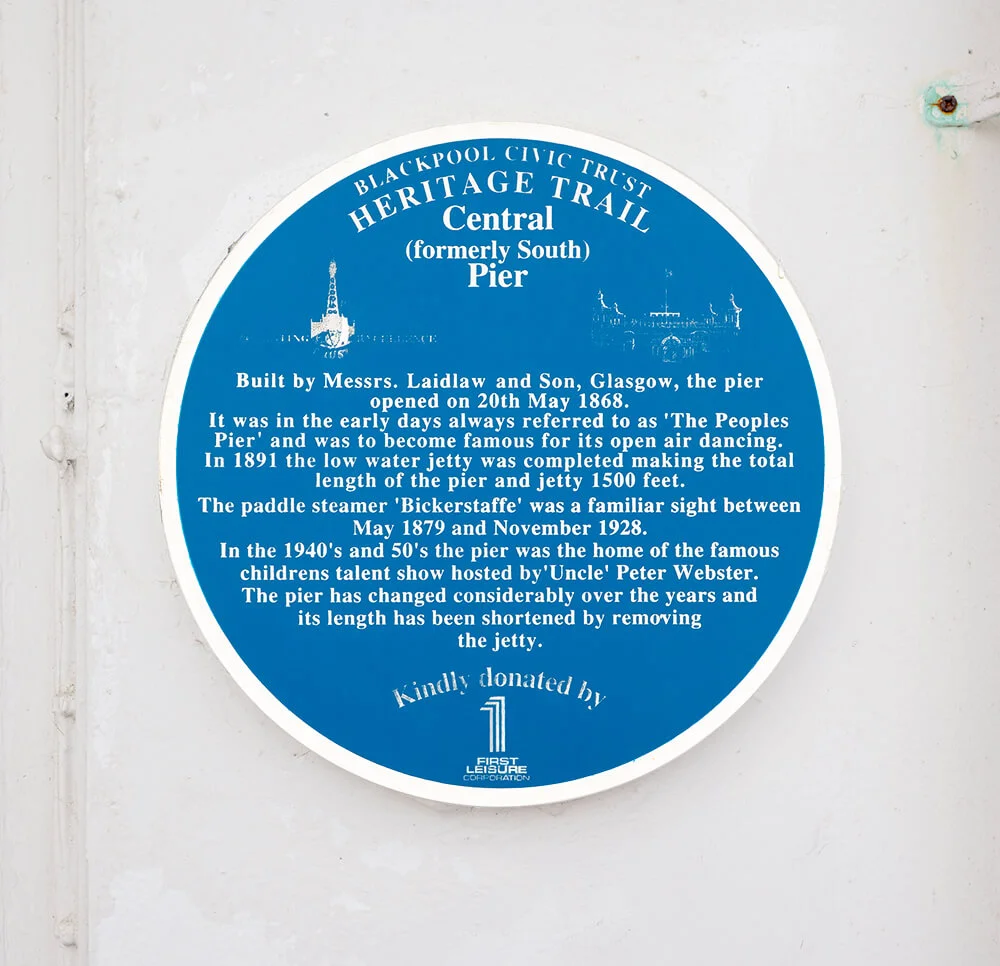 BLACKPOOL CIVIC TRUST
HERITAGE TRAIL
Central
(formerly South)
Pier
Built by Messrs. Laidlaw and Son, Glasgow, the pier
opened on 20th May 1868.
It was in the early days always referred to as 'The Peoples
Pier' and was to become famous for its open air dancing.
In 1891 the low water jetty was completed making the total
length of the pier and jetty 1500 feet.
The paddle steamer 'Bickerstaffe' was a familiar sight between
May 1879 and November 1928.
In the 1940's and 50's the pier was the home of the famous
childrens talent show hosted by'Uncle' Peter Webster.
The pier has changed considerably over the years and
its length has been shortened by removing
the jetty.
Kindly donated by
1
FIRST
LEISURE
CORPORATION